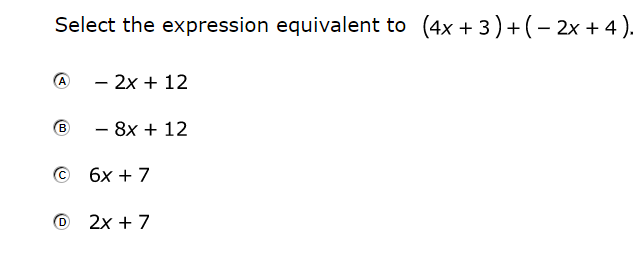 Select the expression equivalent to (4x + 3) + (– 2x + 4).
A – 2x + 12
B – 8x + 12
C 6x + 7
D 2x + 7